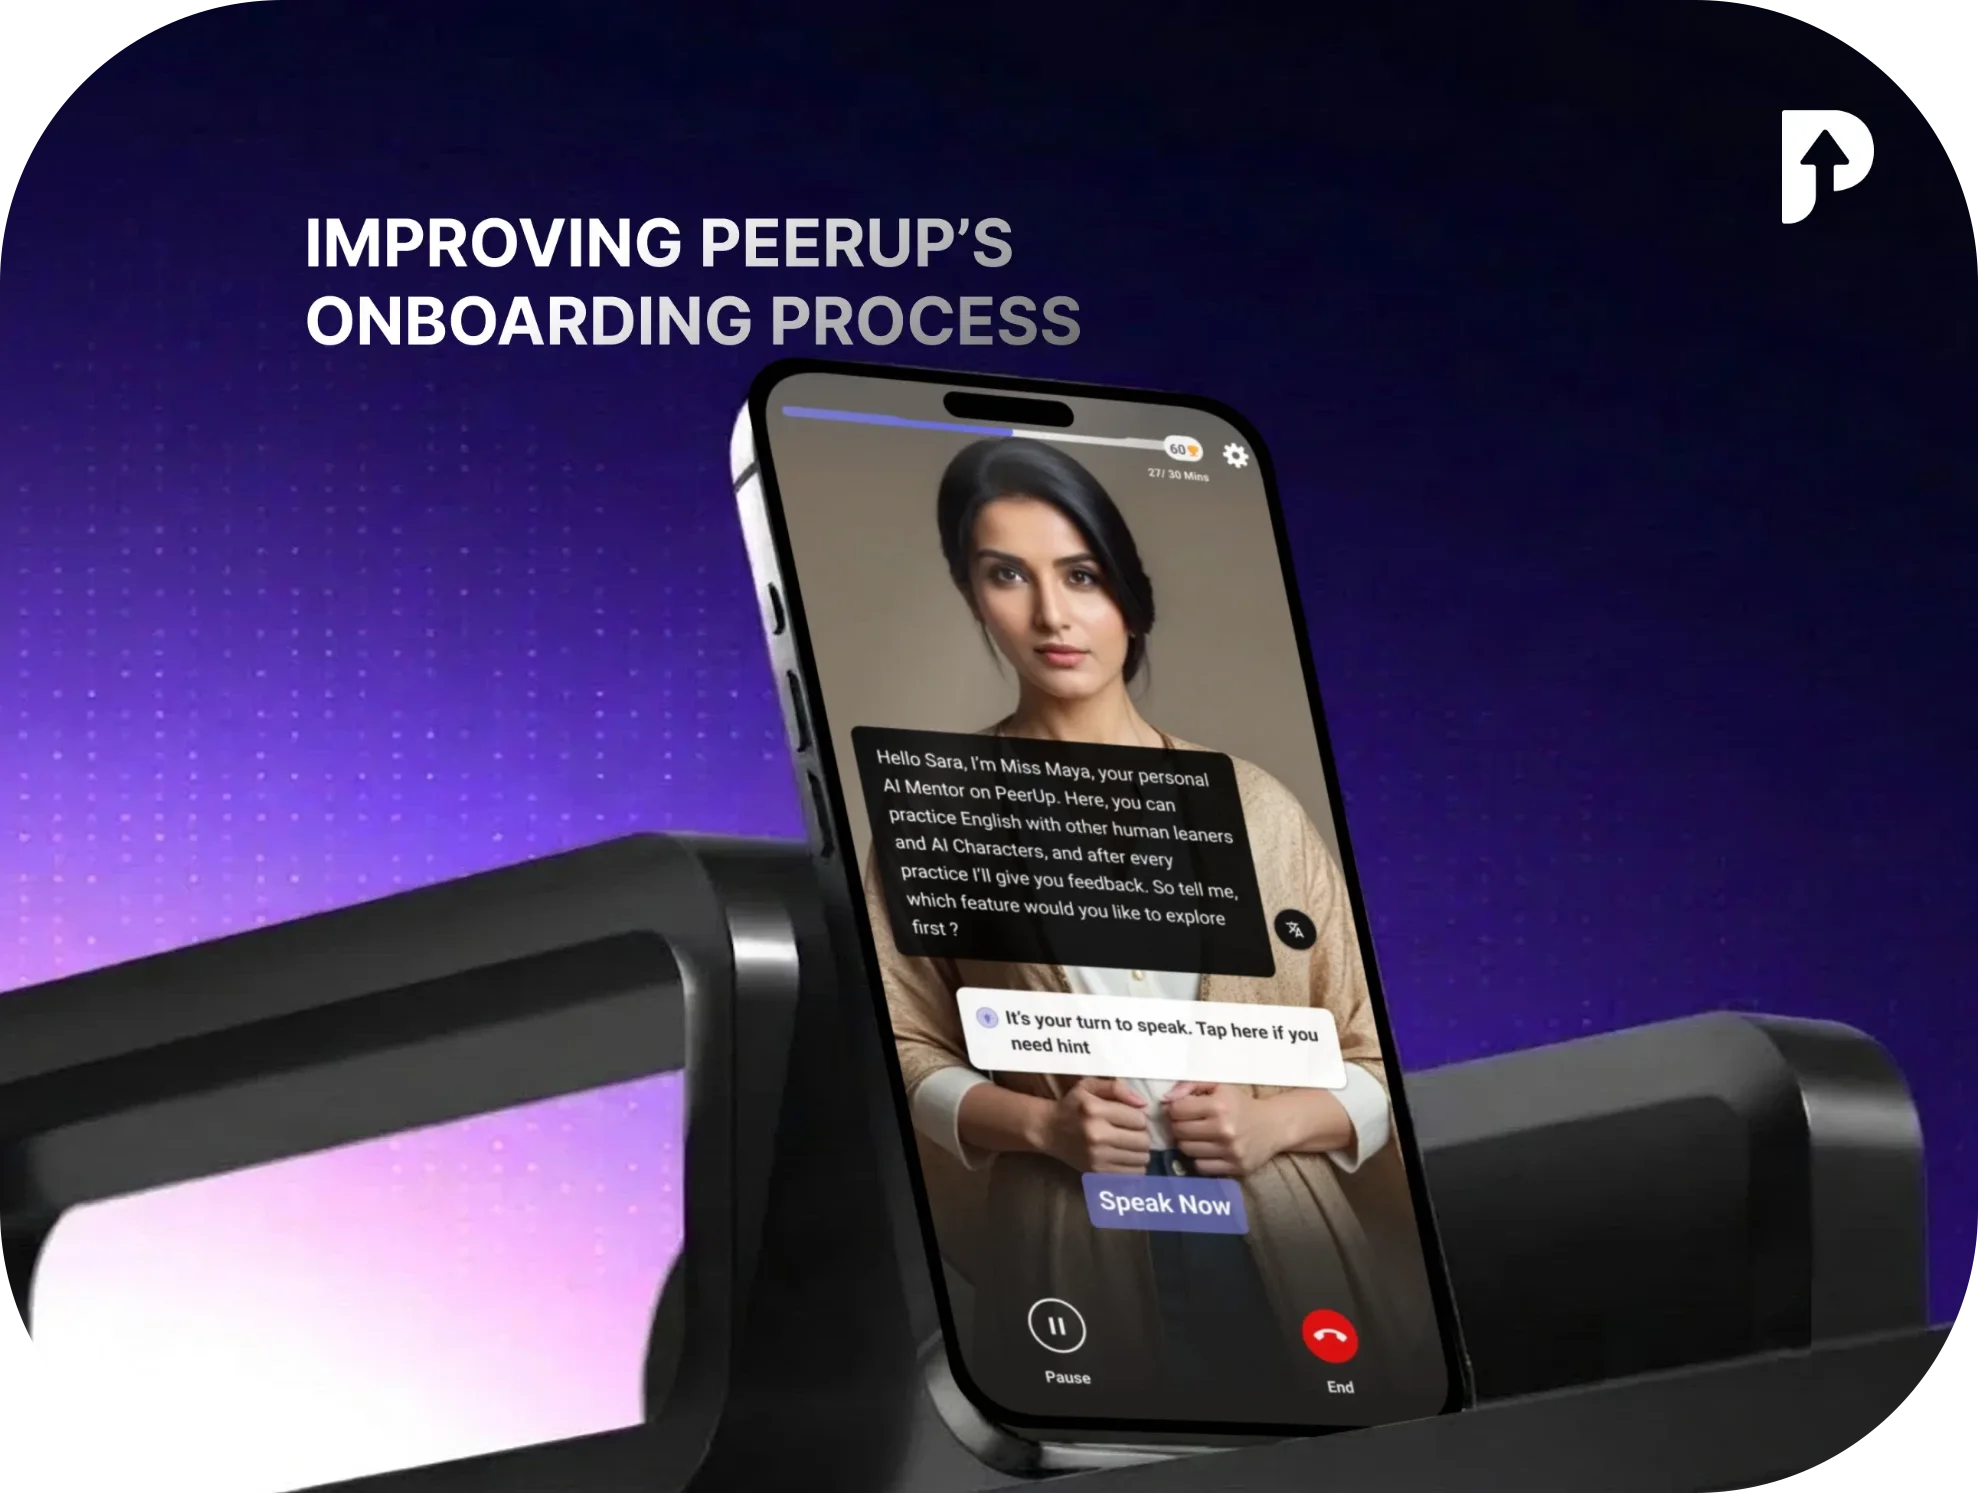 IMPROVING PEERUP’S
ONBOARDING PROCESS
60
27/ 30 Mins
Hello Sara, I'm Miss Maya, your personal
AI Mentor on PeerUp. Here, you can
practice English with other human leaners
and AI Characters, and after every
practice I'll give you feedback. So tell me,
which feature would you like to explore
first ?
It's your turn to speak. Tap here if you
need hint
Speak Now
Pause
End